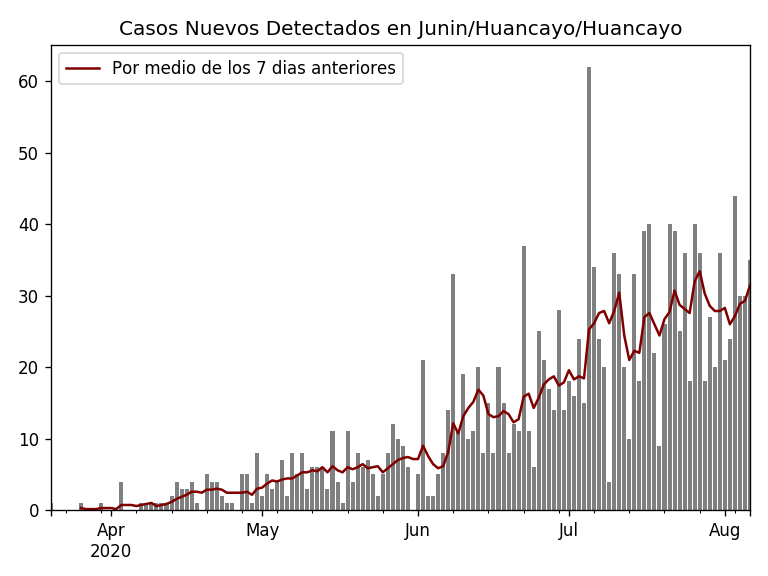 Casos Nuevos Detectados en Junin/Huancayo/Huancayo
Por medio de los 7 dias anteriores
60
50
40
30
20
10
0
Apr May Jun Jul Aug
2020